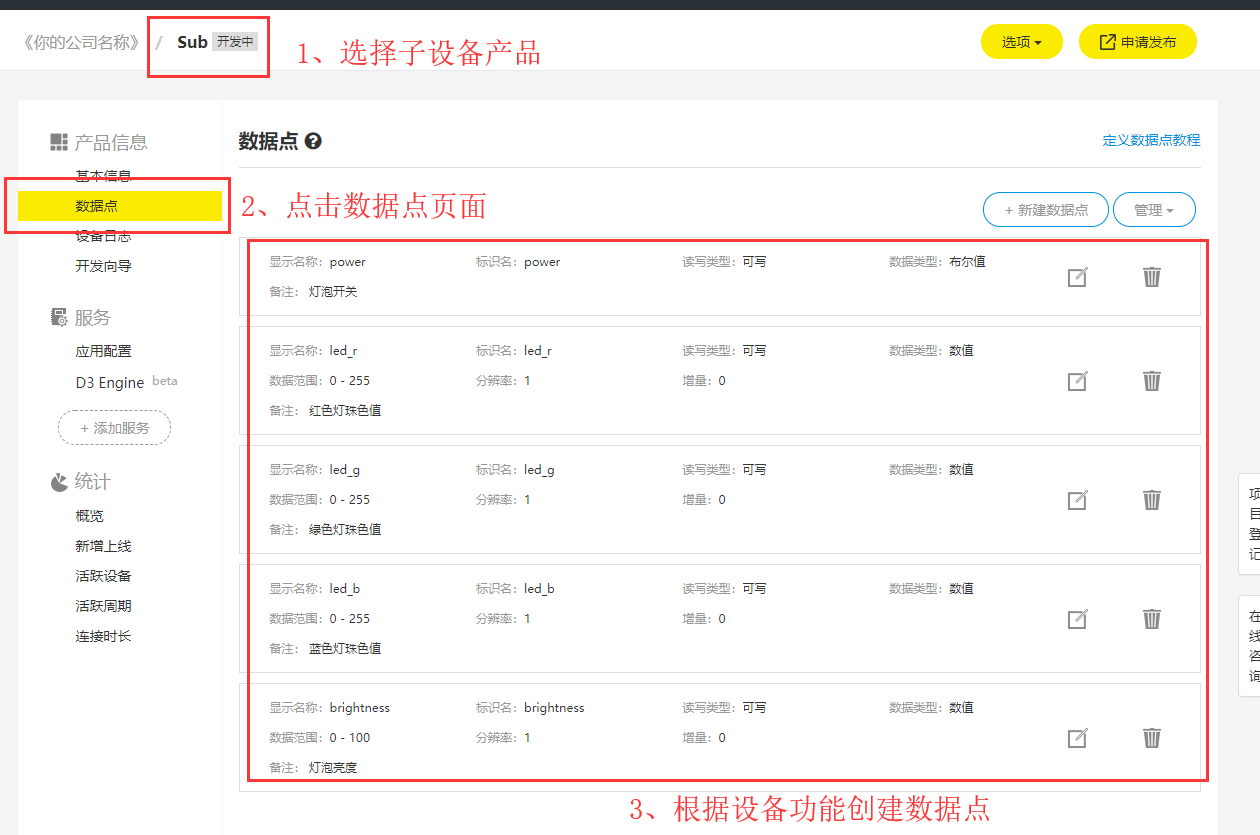 《你的公司名称》 / Sub 开发中
1、选择子设备产品
选项
申请发布
产品信息
基本信息
数据点
设备日志
开发向导
服务
应用配置
D3 Engine beta
+ 添加服务
统计
概览
新增上线
活跃设备
活跃周期
连接时长
数据点 ?
定义数据点教程
2、点击数据点页面
+ 新建数据点
管理
显示名称: power 标识名: power 读写类型: 可写 数据类型: 布尔值
备注: 灯泡开关
显示名称: led_r 标识名: led_r 读写类型: 可写 数据类型: 数值
数据范围: 0 - 255 分辨率: 1 增量: 0
备注: 红色灯珠色值
显示名称: led_g 标识名: led_g 读写类型: 可写 数据类型: 数值
数据范围: 0 - 255 分辨率: 1 增量: 0
备注: 绿色灯珠色值
显示名称: led_b 标识名: led_b 读写类型: 可写 数据类型: 数值
数据范围: 0 - 255 分辨率: 1 增量: 0
备注: 蓝色灯珠色值
显示名称: brightness 标识名: brightness 读写类型: 可写 数据类型: 数值
数据范围: 0 - 100 分辨率: 1 增量: 0
备注: 灯泡亮度
3、根据设备功能创建数据点
项
目
登
记
在
线
咨
询